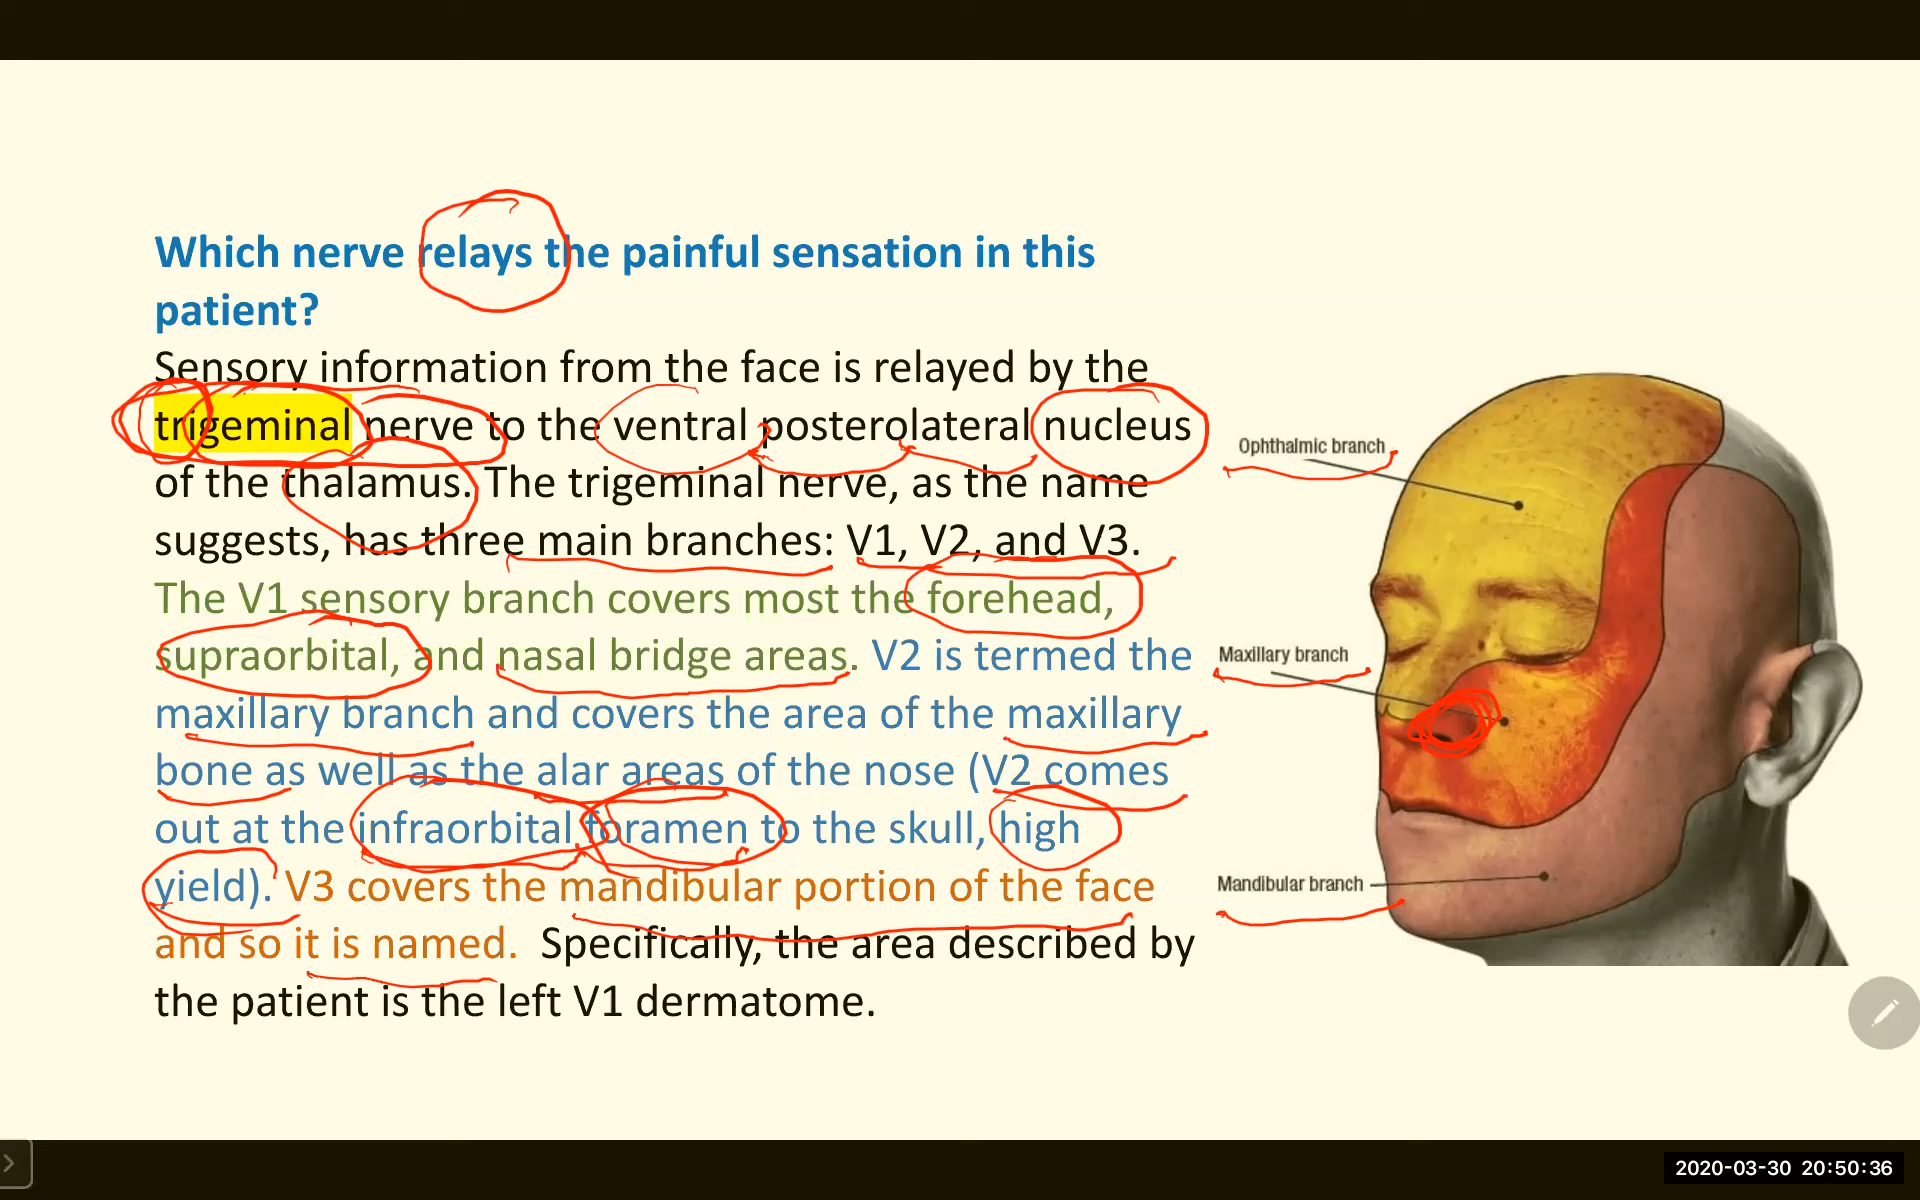 Which nerve relays the painful sensation in this
patient?
Sensory information from the face is relayed by the
trigeminal nerve to the ventral posterolateral nucleus
of the thalamus. The trigeminal nerve, as the name
suggests, has three main branches: V1, V2, and V3.
The V1 sensory branch covers most the forehead,
supraorbital, and nasal bridge areas. V2 is termed the
maxillary branch and covers the area of the maxillary
bone as well as the alar areas of the nose (V2 comes
out at the infraorbital foramen to the skull, high
yield). V3 covers the mandibular portion of the face
and so it is named. Specifically, the area described by
the patient is the left V1 dermatome.
Ophthalmic branch
Maxillary branch
Mandibular branch
2020-03-30 20:50:36